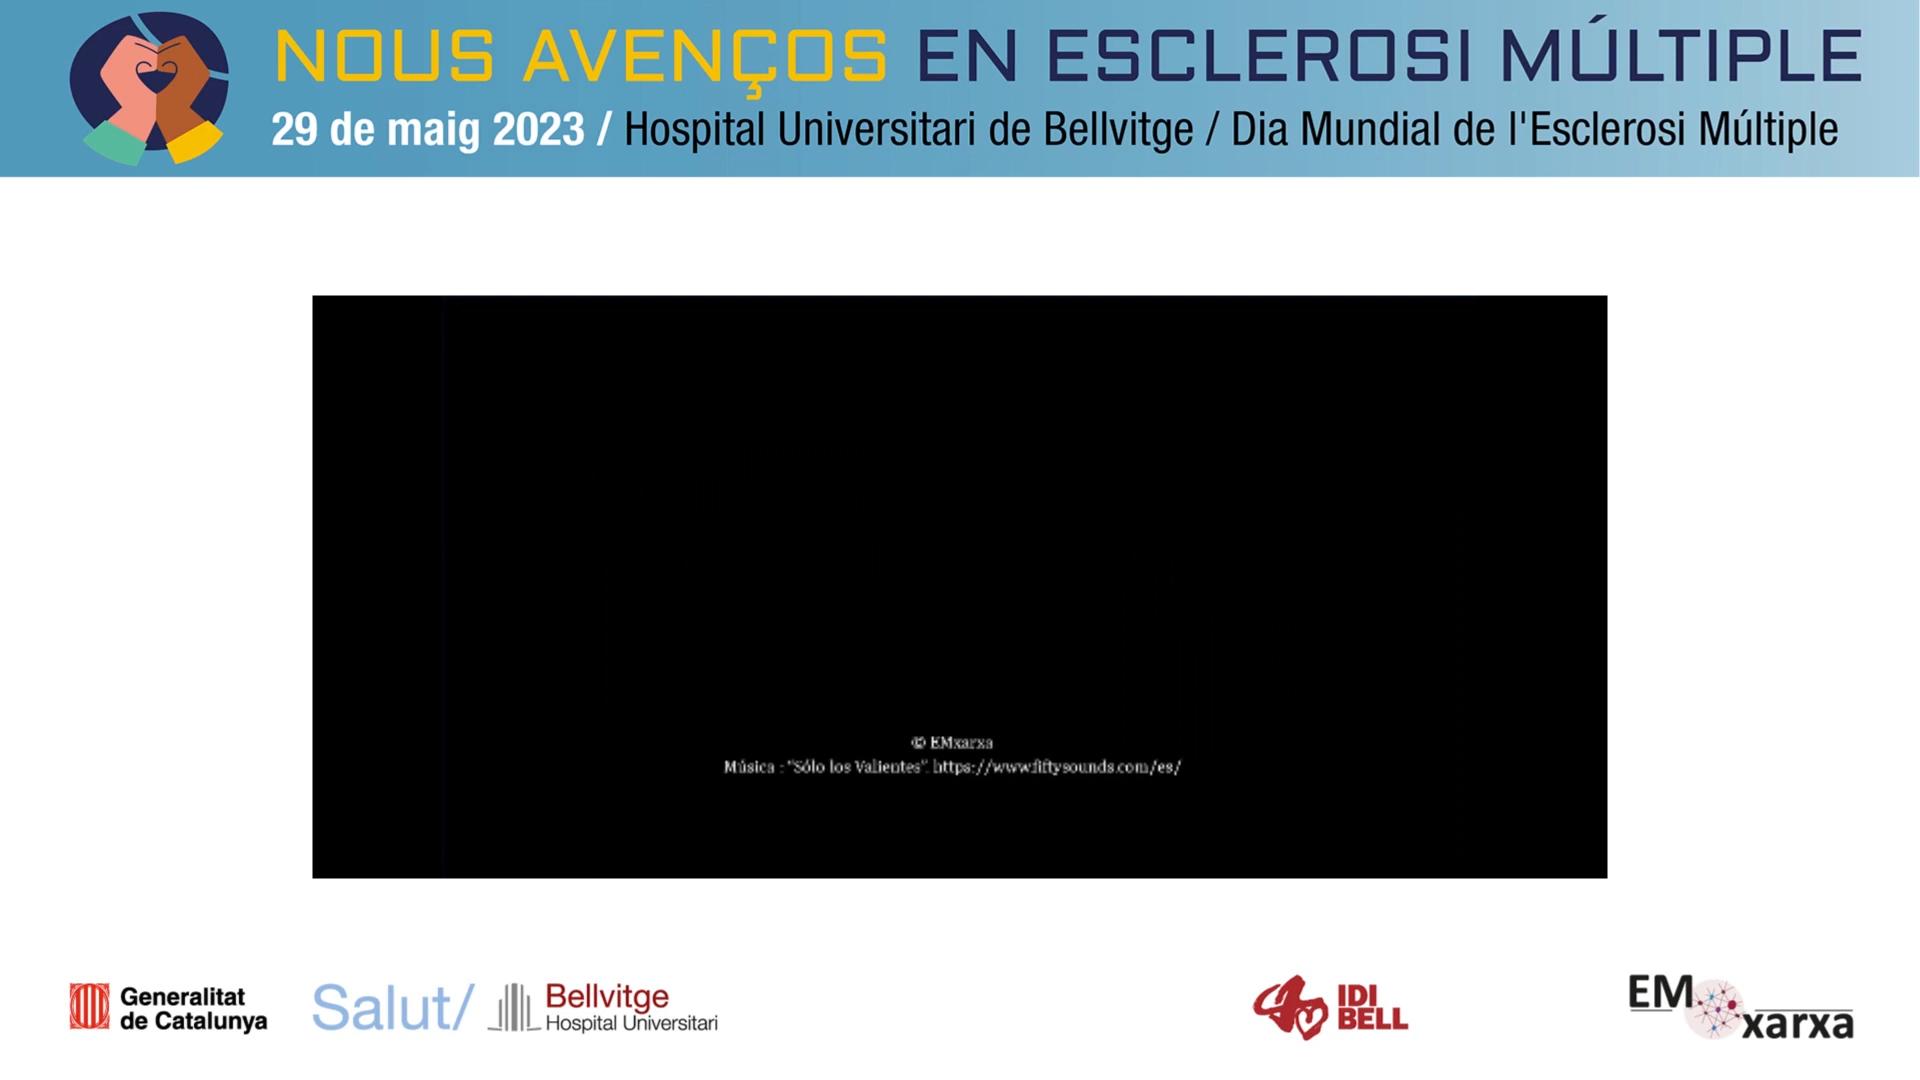 NOUS AVENÇOS EN ESCLEROSI MÚLTIPLE
29 de maig 2023 / Hospital Universitari de Bellvitge / Dia Mundial de l'Esclerosi Múltiple
© EMxarxa
Música : "Sólo los Valientes". https://www.fiftysounds.com/es/
Generalitat
de Catalunya
Salut/
Bellvitge
Hospital Universitari
IDI
BELL
EM
xarxa